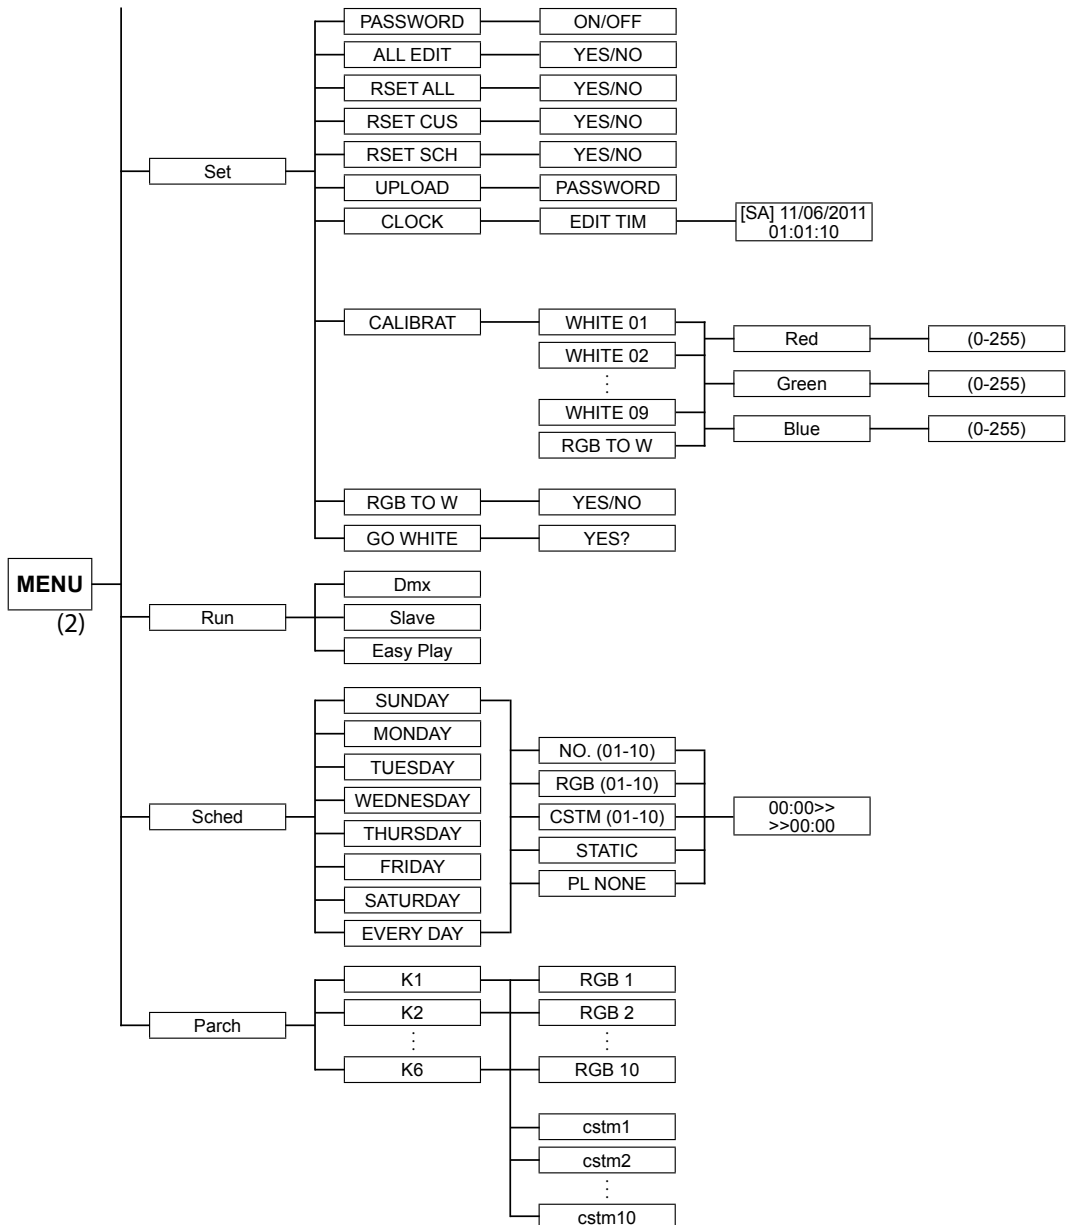 PASSWORD ON/OFF
ALL EDIT YES/NO
RSET ALL YES/NO
RSET CUS YES/NO
RSET SCH YES/NO
Set
UPLOAD PASSWORD
CLOCK EDIT TIM [SA] 11/06/2011
01:01:10
CALIBRAT WHITE 01
Red (0-255)
WHITE 02
Green (0-255)
WHITE 09
Blue (0-255)
RGB TO W
RGB TO W YES/NO
GO WHITE YES?
MENU
(2)
Dmx
Run Slave
Easy Play
SUNDAY
MONDAY
NO. (01-10)
TUESDAY
RGB (01-10)
WEDNESDAY
Sched CSTM (01-10) 00:00>>
>>00:00
THURSDAY
STATIC
FRIDAY
PL NONE
SATURDAY
EVERY DAY
K1 RGB 1
K2 RGB 2
Parch
K6 RGB 10
cstm1
cstm2
cstm10